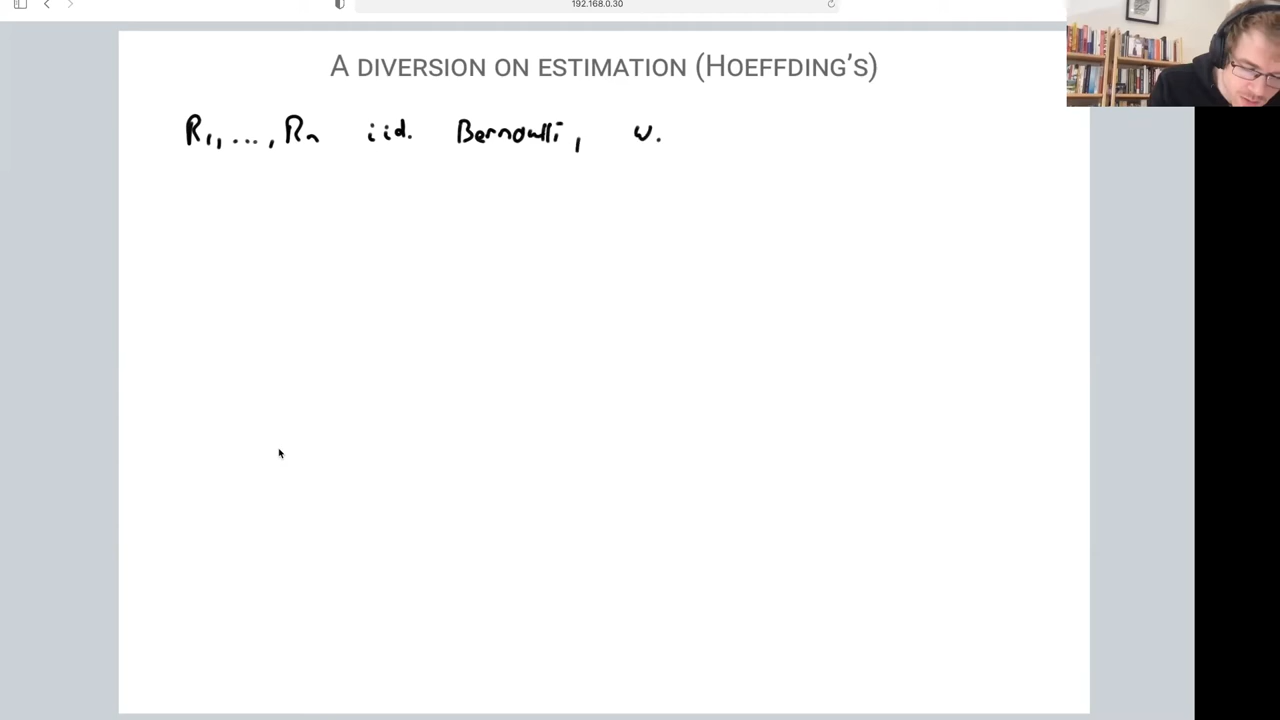 192.168.0.30
A DIVERSION ON ESTIMATION (HOEFFDING'S)
R₁, ..., Rₙ iid. Bernoulli, w.